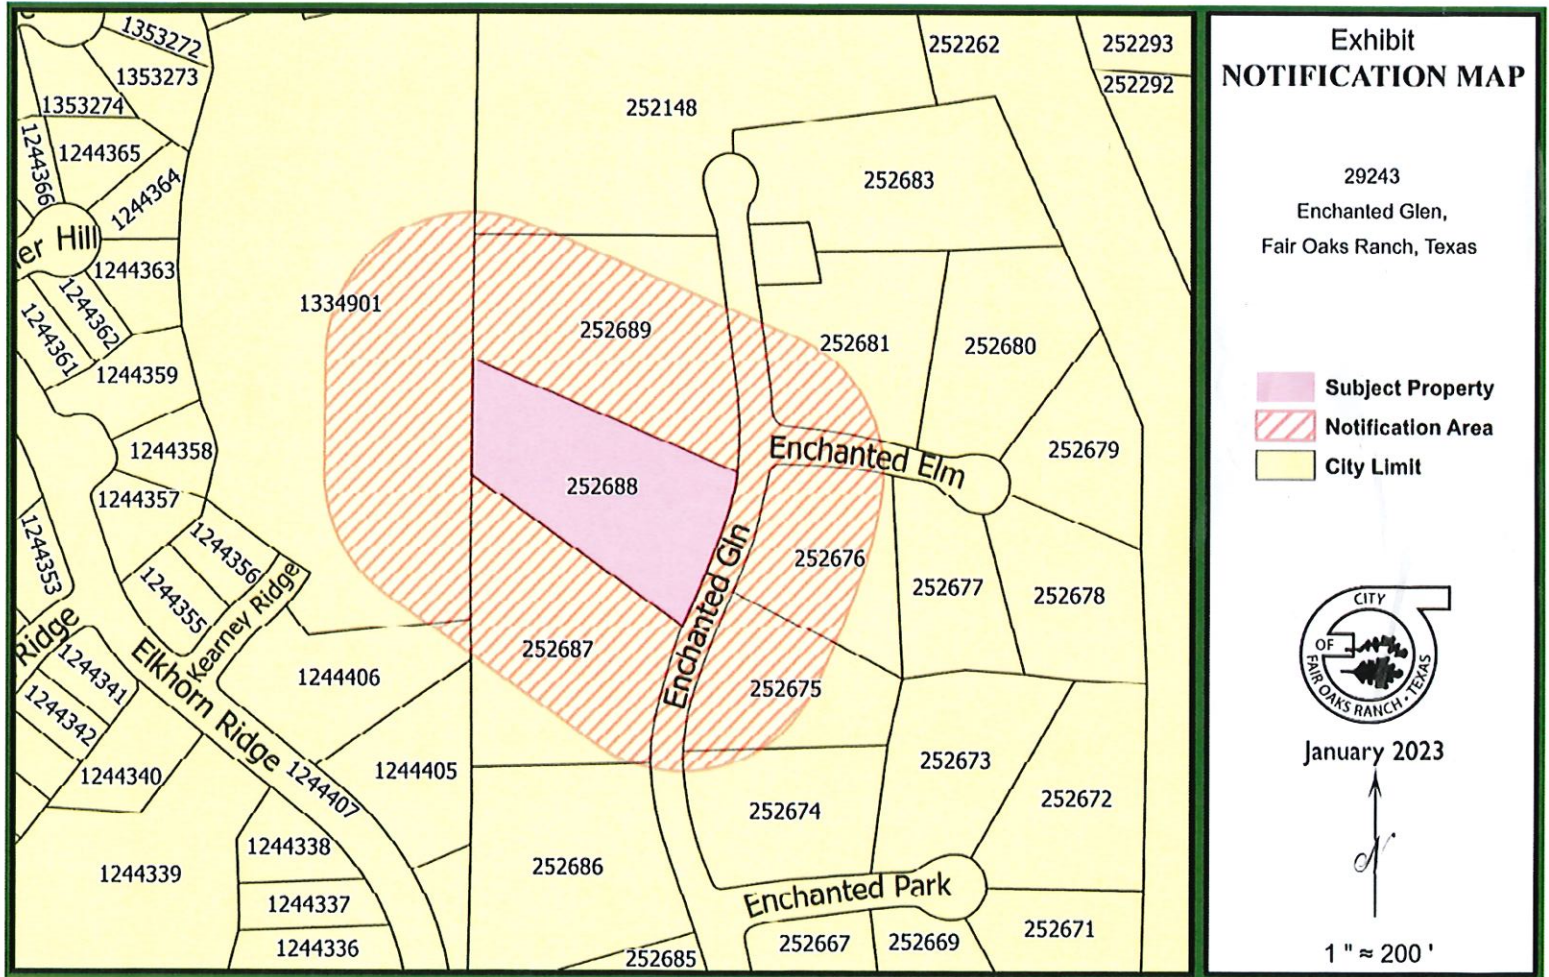 1353272
1353273
1353274
1244365
1244366
1244364
er Hill
1244363
1244362
1244361
1244359
1244358
1244357
1244356
1244355
1244353
Kearney Ridge
Ridge
Elkhorn Ridge
1244341
1244342
1244340
1244406
1244405
1244407
1244339
1244338
1244337
1244336
1334901
252148
252262
252293
252292
252683
252689
252681
252680
252679
Enchanted Elm
252688
Enchanted Gln
252676
252677
252678
252687
252675
252673
252672
252674
252686
Enchanted Park
252685
252667
252669
252671
Exhibit
NOTIFICATION MAP
29243
Enchanted Glen,
Fair Oaks Ranch, Texas
Subject Property
Notification Area
City Limit
CITY
OF
FAIR OAKS RANCH • TEXAS
January 2023
N
1 " ≈ 200 '